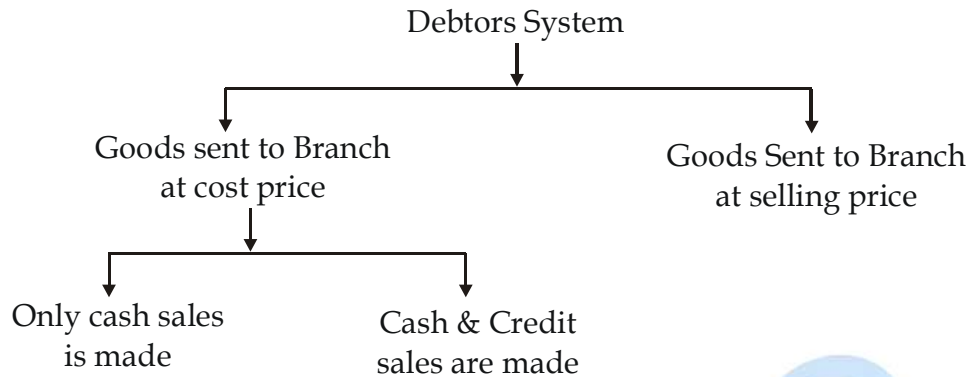 Debtors System
Goods sent to Branch
at cost price
Goods Sent to Branch
at selling price
Only cash sales
is made
Cash & Credit
sales are made